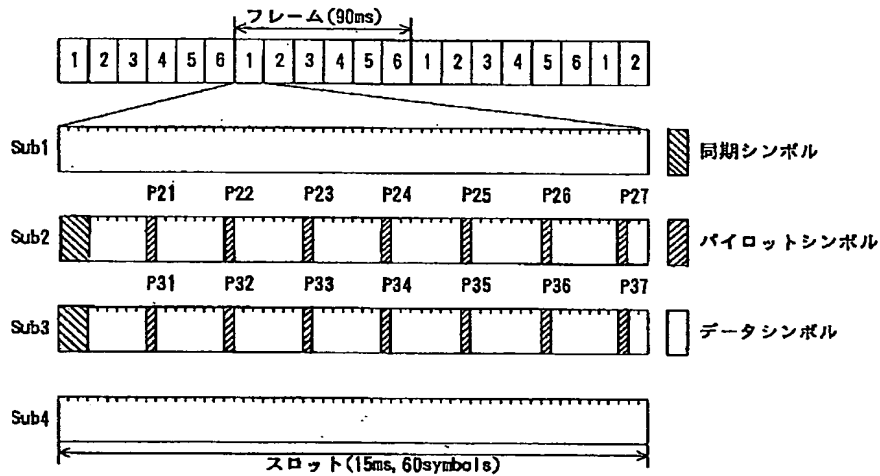 フレーム(90ms)
1 2 3 4 5 6 1 2 3 4 5 6 1 2 3 4 5 6 1 2
Sub1
同期シンボル
P21 P22 P23 P24 P25 P26 P27
Sub2
パイロットシンボル
P31 P32 P33 P34 P35 P36 P37
Sub3
データシンボル
Sub4
スロット(15ms,60symbols)